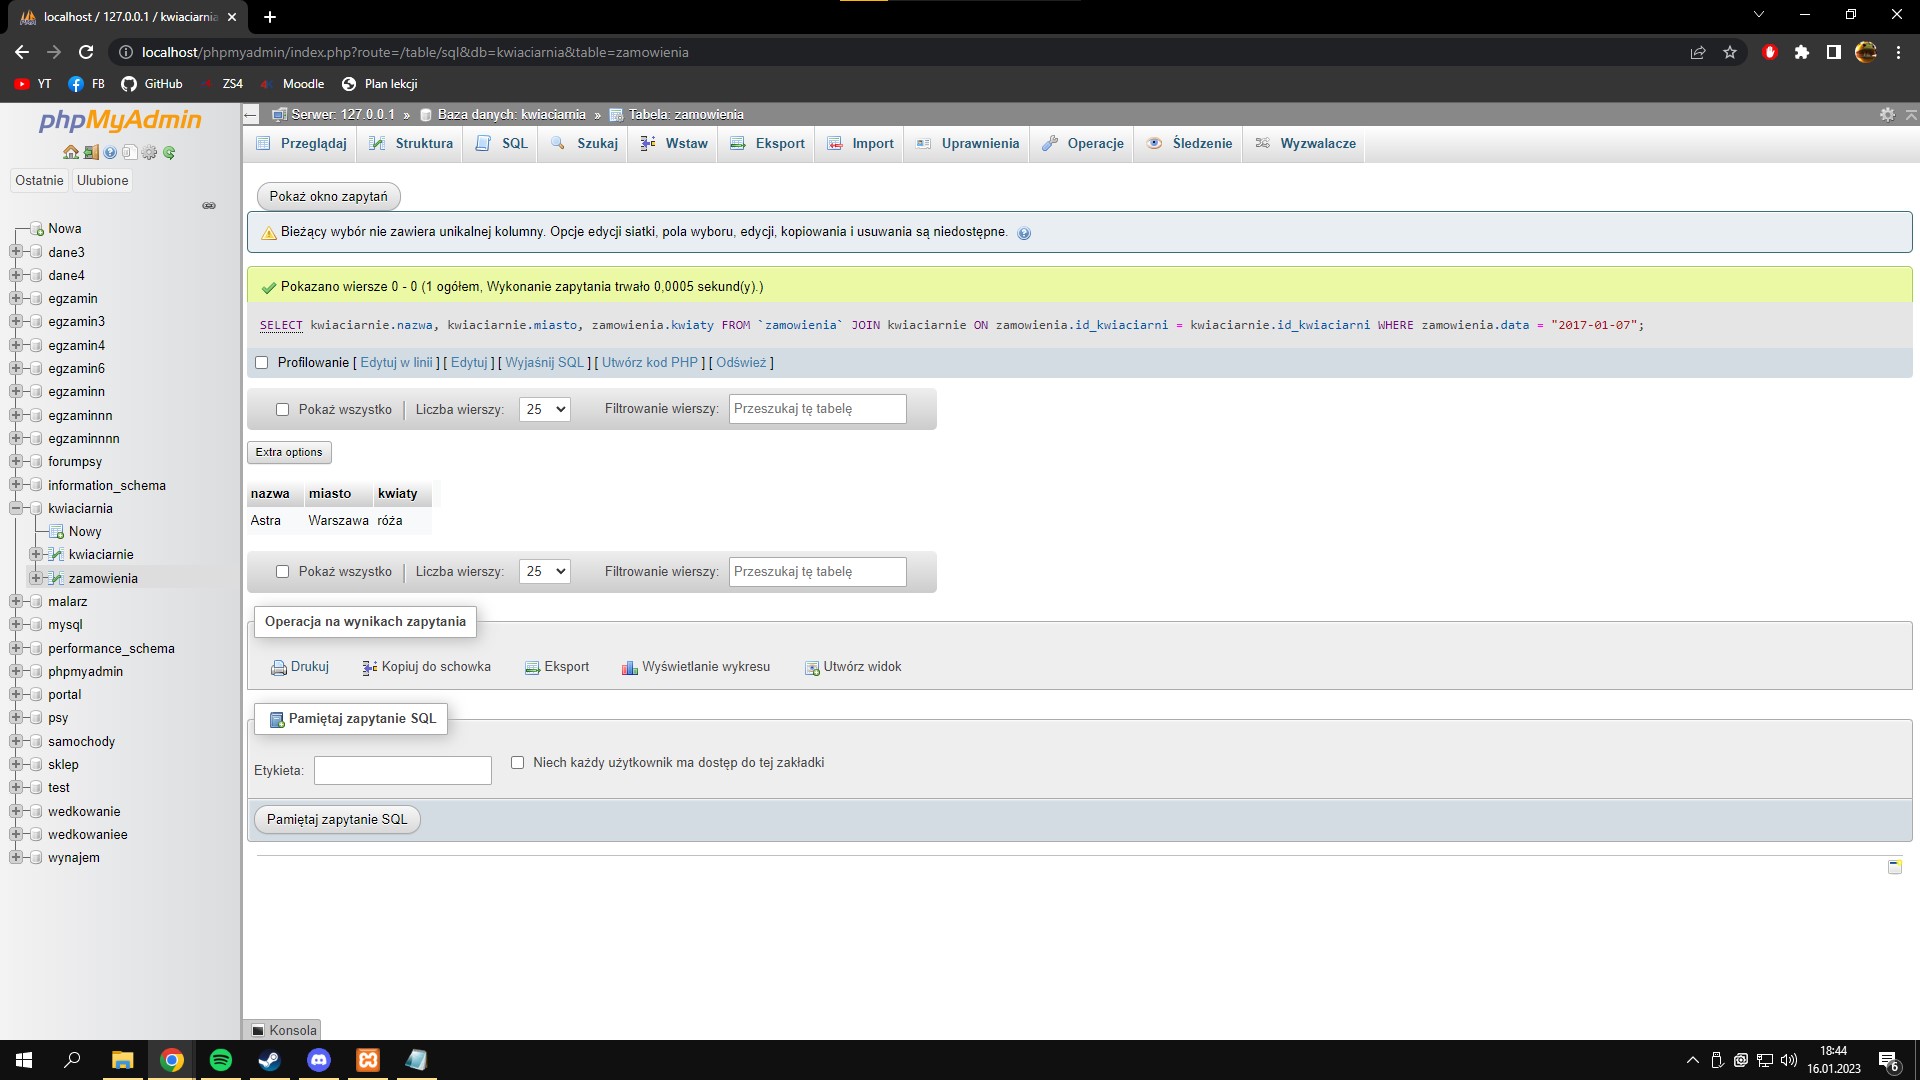 localhost / 127.0.0.1 / kwiaciarnia
localhost/phpmyadmin/index.php?route=/table/sql&db=kwiaciarnia&table=zamowienia
YT FB GitHub ZS4 Moodle Plan lekcji
phpMyAdmin
Ostatnie Ulubione
Nowa
dane3
dane4
egzamin
egzamin3
egzamin4
egzamin6
egzaminn
egzaminnn
egzaminnnn
forumpsy
information_schema
kwiaciarnia
Nowy
kwiaciarnie
zamowienia
malarz
mysql
performance_schema
phpmyadmin
portal
psy
samochody
sklep
test
wedkowanie
wedkowaniee
wynajem
Serwer: 127.0.0.1 » Baza danych: kwiaciarnia » Tabela: zamowienia
Przeglądaj Struktura SQL Szukaj Wstaw Eksport Import Uprawnienia Operacje Śledzenie Wyzwalacze
Pokaż okno zapytań
Bieżący wybór nie zawiera unikalnej kolumny. Opcje edycji siatki, pola wyboru, edycji, kopiowania i usuwania są niedostępne.
Pokazano wiersze 0 - 0 (1 ogółem, Wykonanie zapytania trwało 0,0005 sekund(y).)
SELECT kwiaciarnie.nazwa, kwiaciarnie.miasto, zamowienia.kwiaty FROM `zamowienia` JOIN kwiaciarnie ON zamowienia.id_kwiaciarni = kwiaciarnie.id_kwiaciarni WHERE zamowienia.data = "2017-01-07";
Profilowanie [ Edytuj w linii ] [ Edytuj ] [ Wyjaśnij SQL ] [ Utwórz kod PHP ] [ Odśwież ]
Pokaż wszystko | Liczba wierszy: 25 Filtrowanie wierszy: Przeszukaj tę tabelę
Extra options
nazwa miasto kwiaty
Astra Warszawa róża
Pokaż wszystko | Liczba wierszy: 25 Filtrowanie wierszy: Przeszukaj tę tabelę
Operacja na wynikach zapytania
Drukuj Kopiuj do schowka Eksport Wyświetlanie wykresu Utwórz widok
Pamiętaj zapytanie SQL
Etykieta: Niech każdy użytkownik ma dostęp do tej zakładki
Pamiętaj zapytanie SQL
Konsola
18:44
16.01.2023
6